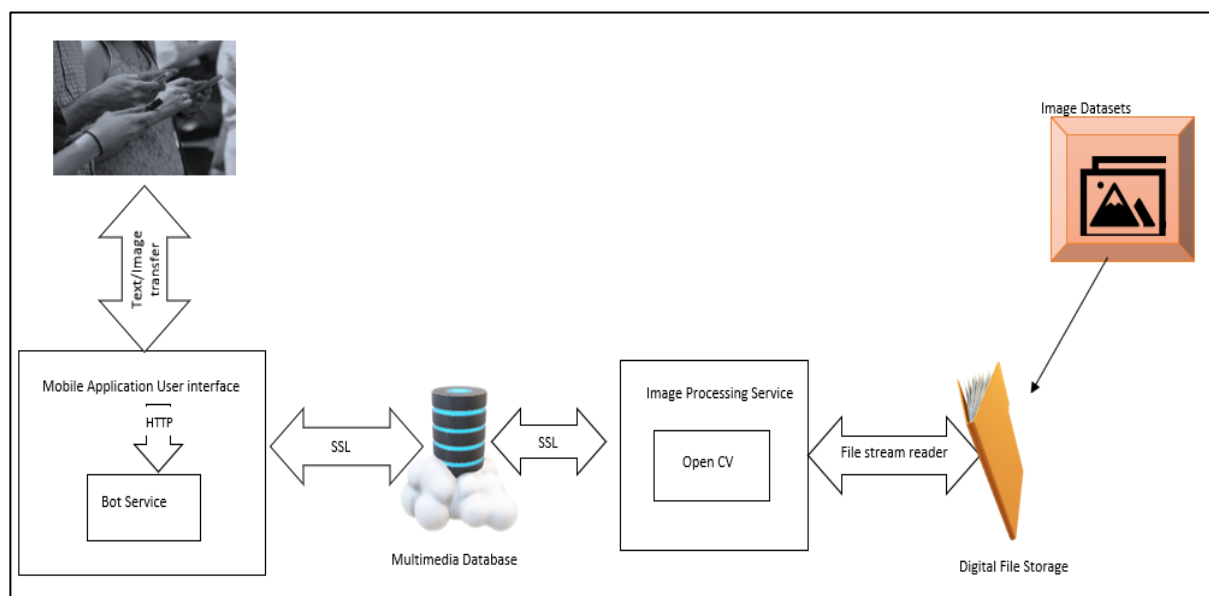 Image Datasets
Text/Image
transfer
Mobile Application User interface
HTTP
Bot Service
SSL
Multimedia Database
SSL
Image Processing Service
Open CV
File stream reader
Digital File Storage